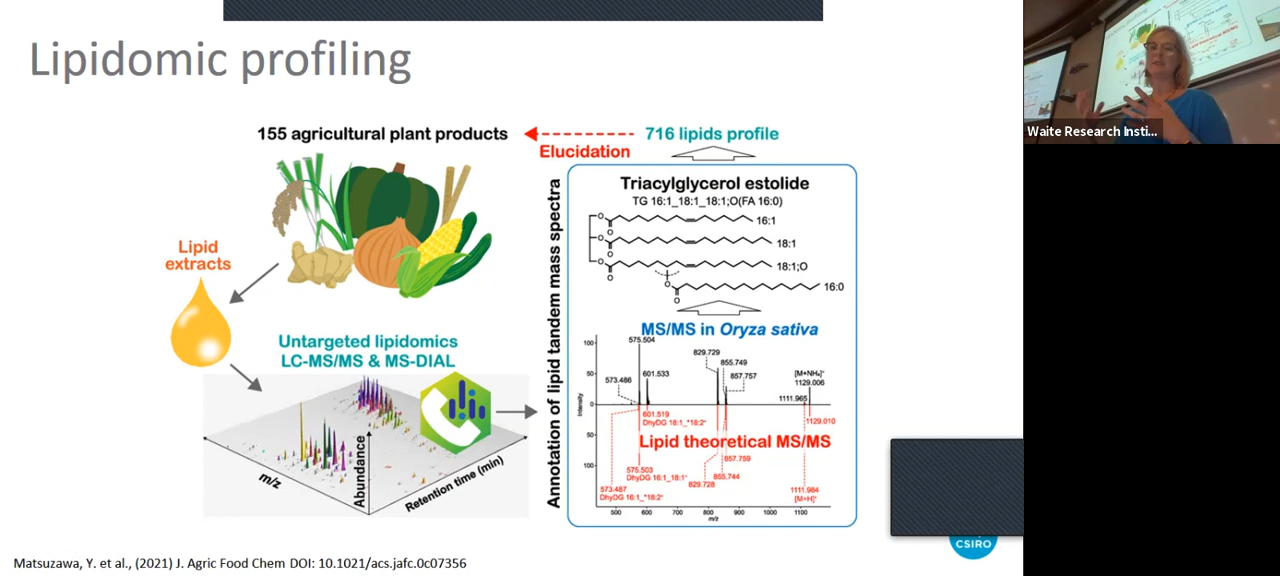 Lipidomic profiling
155 agricultural plant products
716 lipids profile
Elucidation
Lipid
extracts
Untargeted lipidomics
LC-MS/MS & MS-DIAL
m/z
Abundance
Retention time (min)
Annotation of lipid tandem mass spectra
Triacylglycerol estolide
TG 16:1_18:1_18:1;O(FA 16:0)
O
O
16:1
O
O
18:1
O
O
18:1;O
O
O
16:0
MS/MS in Oryza sativa
100
50
0
50
100
Intensity
575.504
573.486
601.533
829.729
855.749
857.757
[M+NH₄]⁺
1129.006
1111.965
601.519
DhyDG 18:1_*18:2⁺
1129.010
Lipid theoretical MS/MS
575.503
DhyDG 16:1_18:1⁺
573.487
DhyDG 16:1_*18:2⁺
857.759
855.744
829.728
1111.984
[M+H]⁺
500 600 700 800 900 1000 1100
m/z
Matsuzawa, Y. et al., (2021) J. Agric Food Chem DOI: 10.1021/acs.jafc.0c07356
CSIRO
Waite Research Insti...